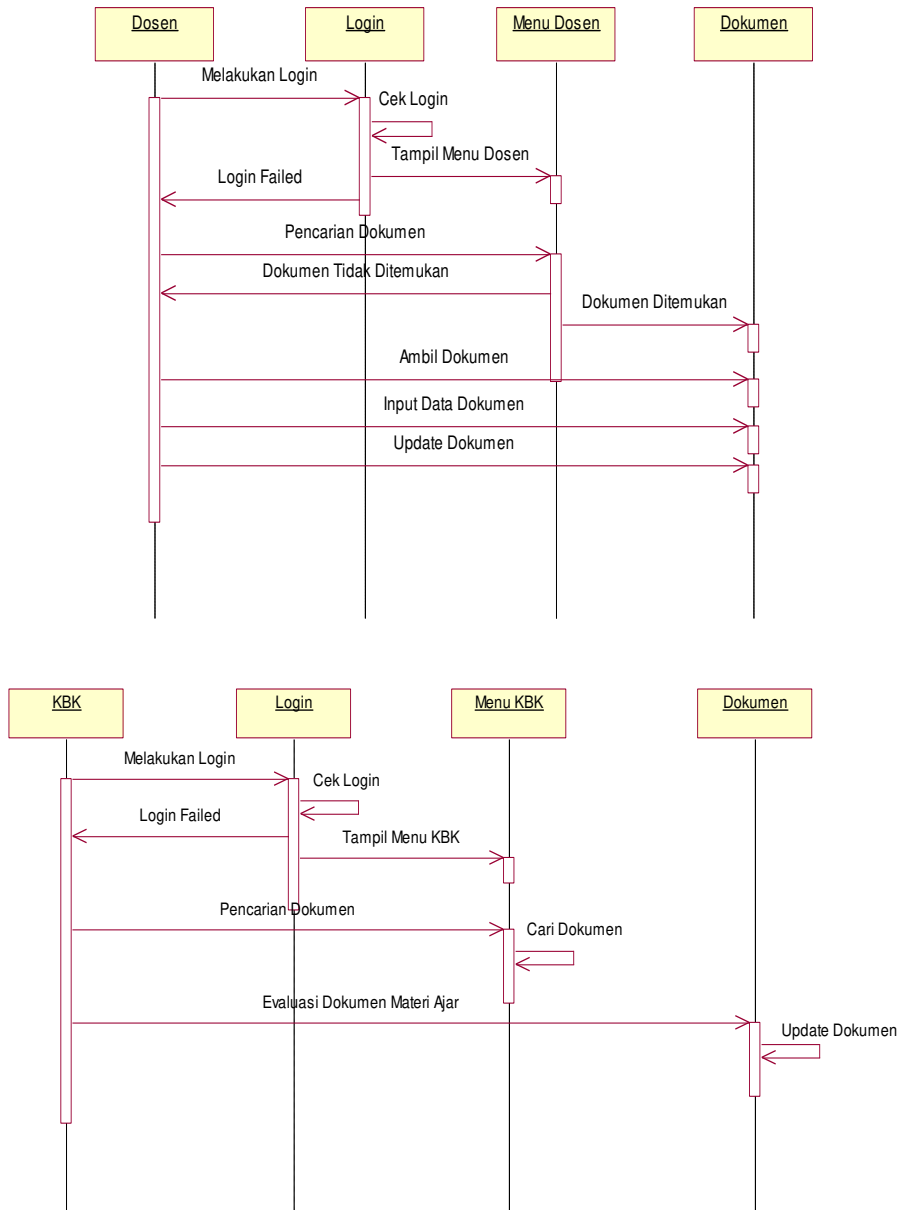 Dosen
Login
Menu Dosen
Dokumen
Melakukan Login
Cek Login
Tampil Menu Dosen
Login Failed
Pencarian Dokumen
Dokumen Tidak Ditemukan
Dokumen Ditemukan
Ambil Dokumen
Input Data Dokumen
Update Dokumen
KBK
Login
Menu KBK
Dokumen
Melakukan Login
Cek Login
Login Failed
Tampil Menu KBK
Pencarian Dokumen
Cari Dokumen
Evaluasi Dokumen Materi Ajar
Update Dokumen